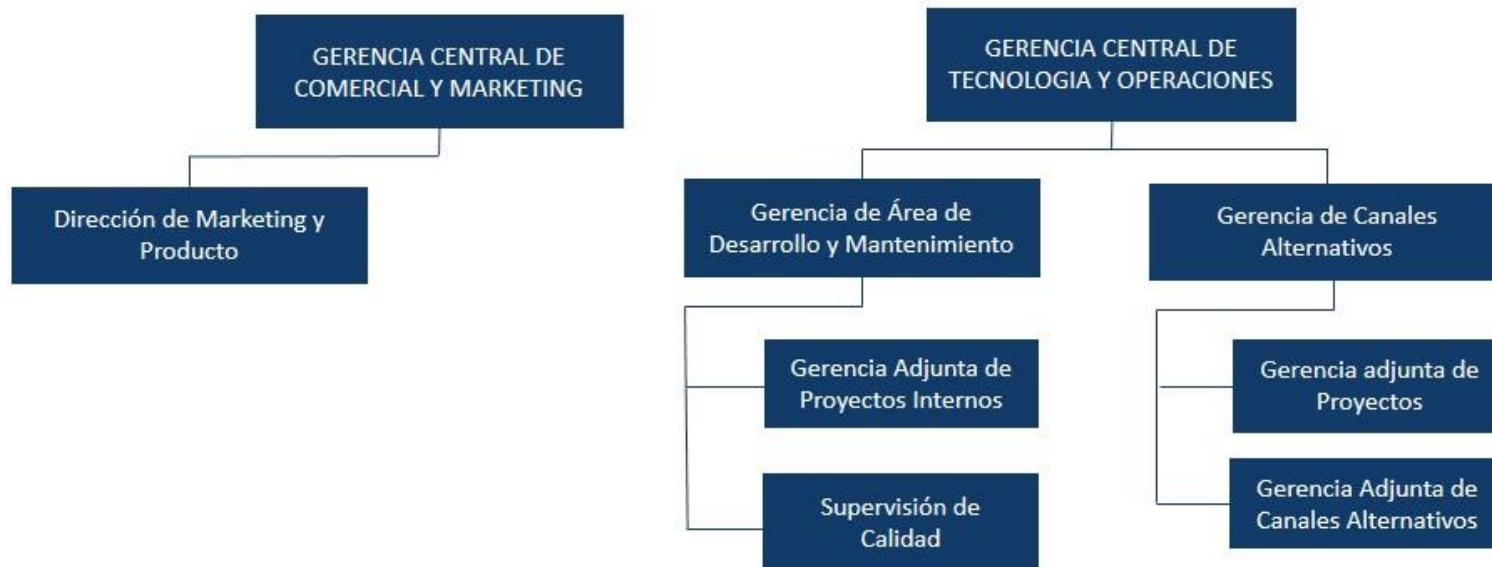 GERENCIA CENTRAL DE
COMERCIAL Y MARKETING
GERENCIA CENTRAL DE
TECNOLOGIA Y OPERACIONES
Dirección de Marketing y
Producto
Gerencia de Área de
Desarrollo y Mantenimiento
Gerencia de Canales
Alternativos
Gerencia Adjunta de
Proyectos Internos
Gerencia adjunta de
Proyectos
Supervisión de
Calidad
Gerencia Adjunta de
Canales Alternativos